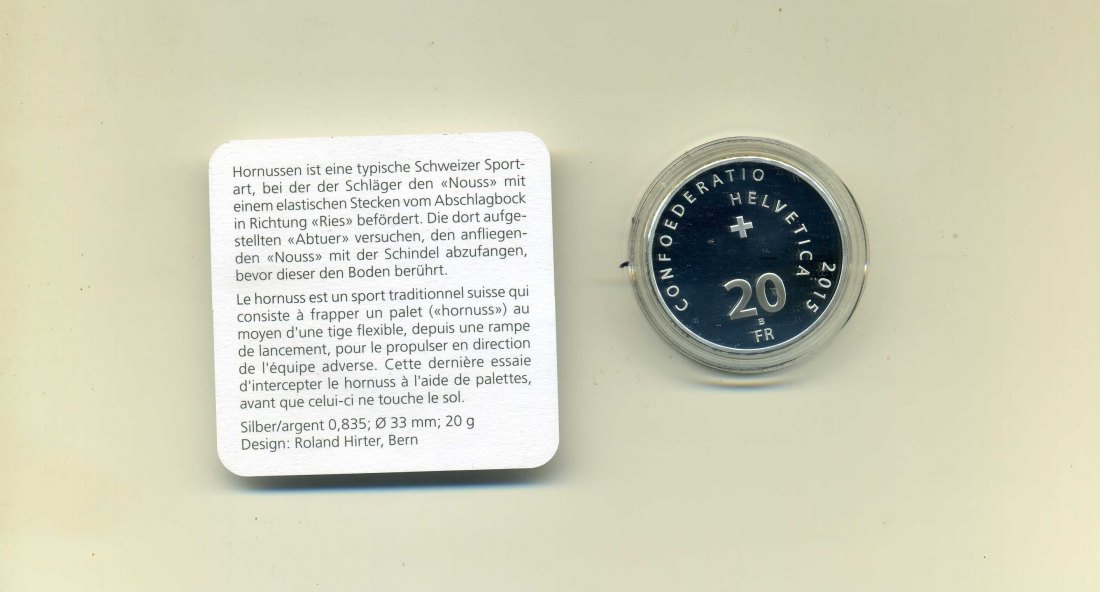 Hornussen ist eine typische Schweizer Sport-
art, bei der der Schläger den «Nouss» mit
einem elastischen Stecken vom Abschlagbock
in Richtung «Ries» befördert. Die dort aufge-
stellten «Abtuer» versuchen, den anfliegen-
den «Nouss» mit der Schindel abzufangen,
bevor dieser den Boden berührt.
Le hornuss est un sport traditionnel suisse qui
consiste à frapper un palet («hornuss») au
moyen d'une tige flexible, depuis une rampe
de lancement, pour le propulser en direction
de l'équipe adverse. Cette dernière essaie
d'intercepter le hornuss à l'aide de palettes,
avant que celui-ci ne touche le sol.
Silber/argent 0,835; Ø 33 mm; 20 g
Design: Roland Hirter, Bern
CONFOEDERATIO
HELVETICA
2015
20
B
FR